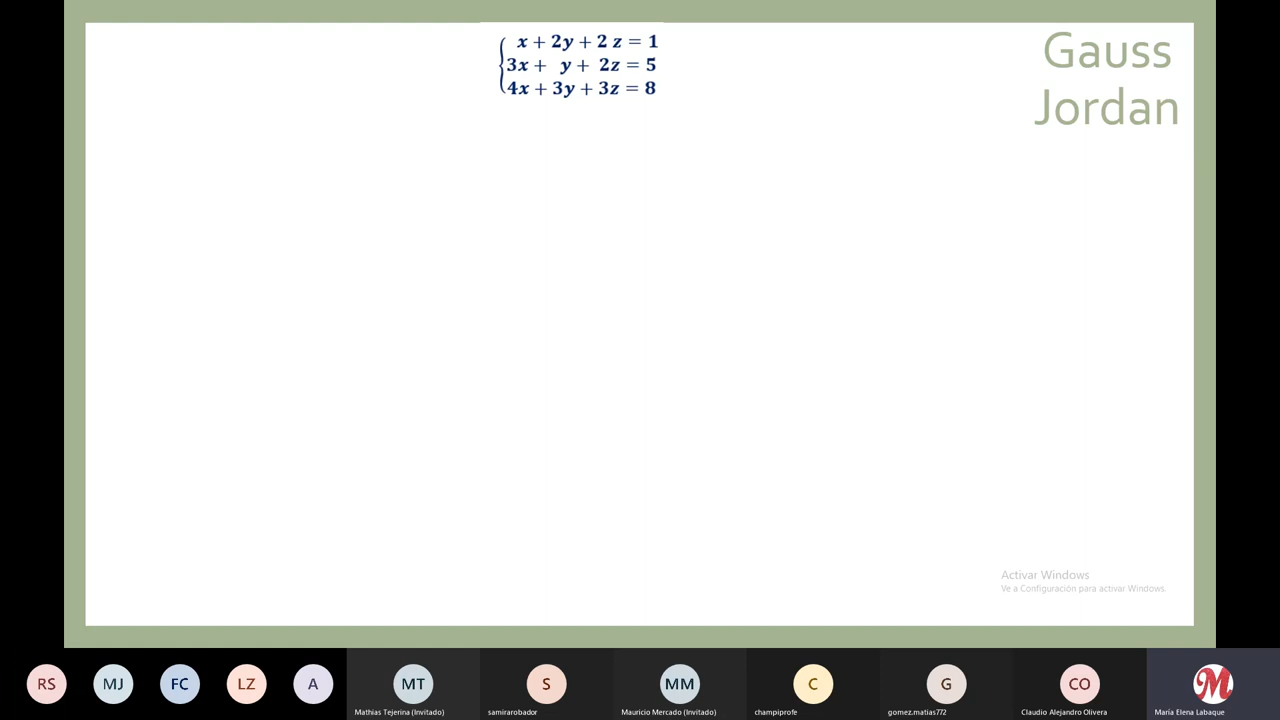 x + 2y + 2 z = 1
3x + y + 2z = 5
4x + 3y + 3z = 8
Gauss
Jordan
Activar Windows
Ve a Configuración para activar Windows.
RS
MJ
FC
LZ
A
MT
S
MM
C
G
CO
M
Mathias Tejerina (Invitado)
samirarobador
Mauricio Mercado (Invitado)
champiprofe
gomez.matias772
Claudio Alejandro Olivera
María Elena Labaque